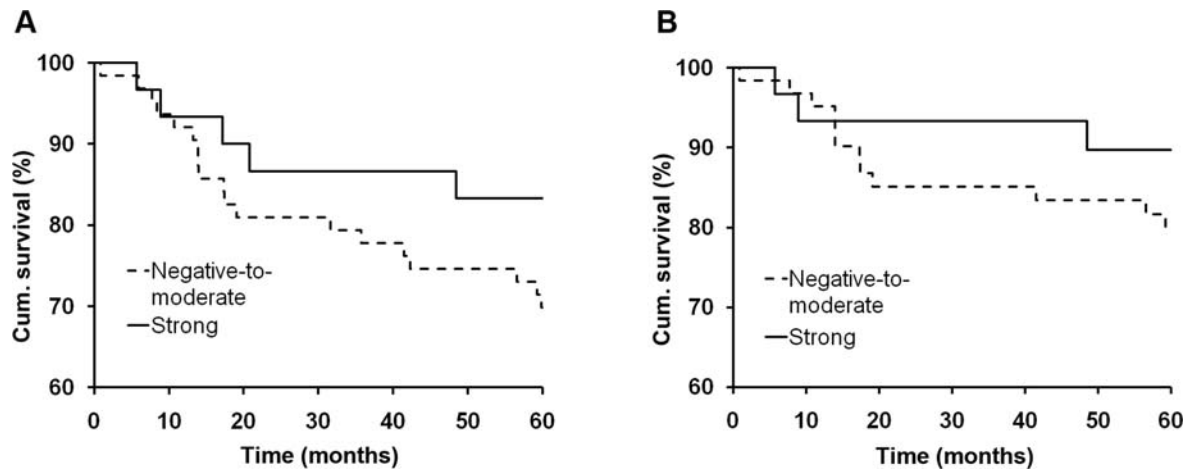 A
Cum. survival (%)
100
90
80
70
60
Negative-to-
moderate
Strong
0 10 20 30 40 50 60
Time (months)
B
Cum. survival (%)
100
90
80
70
60
Negative-to-
moderate
Strong
0 10 20 30 40 50 60
Time (months)